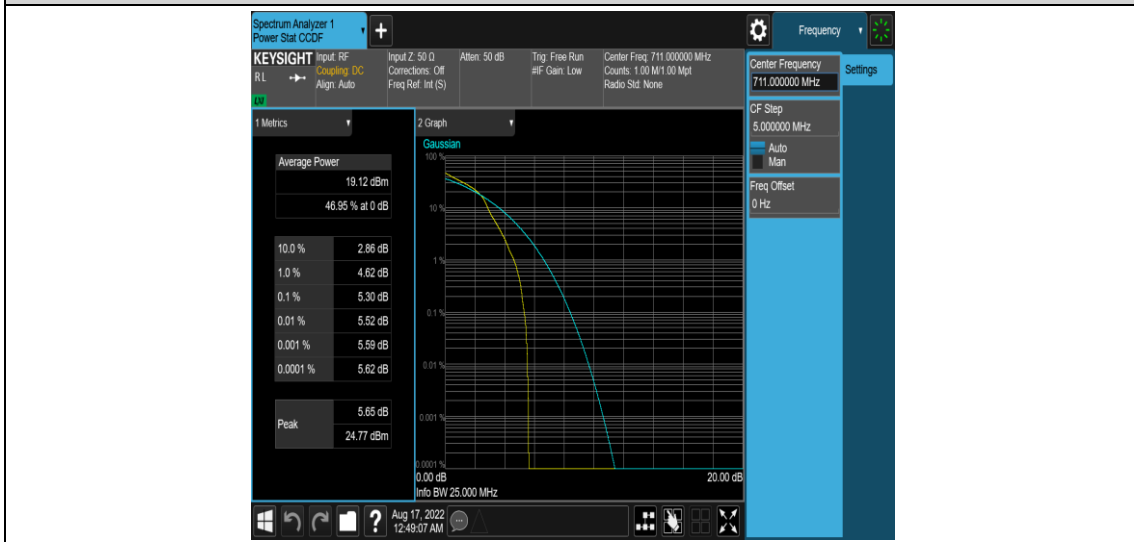 Spectrum Analyzer 1
Power Stat CCDF
+
Frequency
KEYSIGHT
RL
LXI
Input: RF
Coupling: DC
Align: Auto
Input Z: 50 Ω
Corrections: Off
Freq Ref: Int (S)
Atten: 50 dB
Trig: Free Run
#IF Gain: Low
Center Freq: 711.000000 MHz
Counts: 1.00 M/1.00 Mpt
Radio Std: None
Center Frequency
711.000000 MHz
Settings
CF Step
5.000000 MHz
Auto
Man
Freq Offset
0 Hz
1 Metrics
Average Power
19.12 dBm
46.95 % at 0 dB
10.0 % 2.86 dB
1.0 % 4.62 dB
0.1 % 5.30 dB
0.01 % 5.52 dB
0.001 % 5.59 dB
0.0001 % 5.62 dB
Peak
5.65 dB
24.77 dBm
2 Graph
Gaussian
100 %
10 %
1 %
0.1 %
0.01 %
0.001 %
0.0001 %
0.00 dB 20.00 dB
Info BW 25.000 MHz
?
Aug 17, 2022
12:49:07 AM